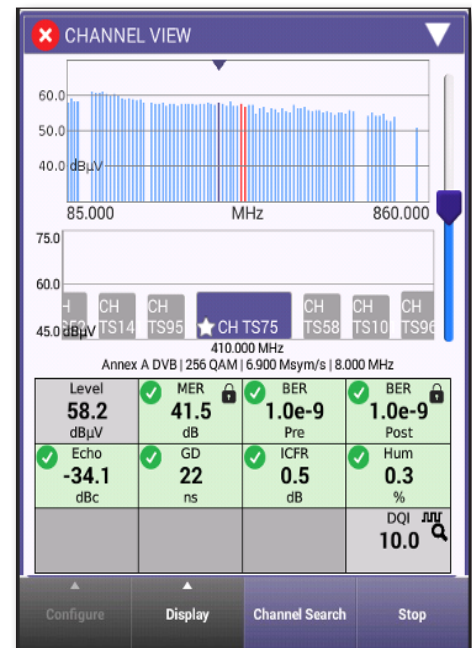 CHANNEL VIEW
60.0
50.0
40.0 dBµV
85.000 MHz 860.000
75.0
60.0
45.0 dBµV
CH TS14
CH TS95
CH TS75
CH TS58
CH TS10
CH TS96
410.000 MHz
Annex A DVB | 256 QAM | 6.900 Msym/s | 8.000 MHz
Level
58.2
dBµV
MER
41.5
dB
BER
1.0e-9
Pre
BER
1.0e-9
Post
Echo
-34.1
dBc
GD
22
ns
ICFR
0.5
dB
Hum
0.3
%
DQI
10.0
Configure
Display
Channel Search
Stop